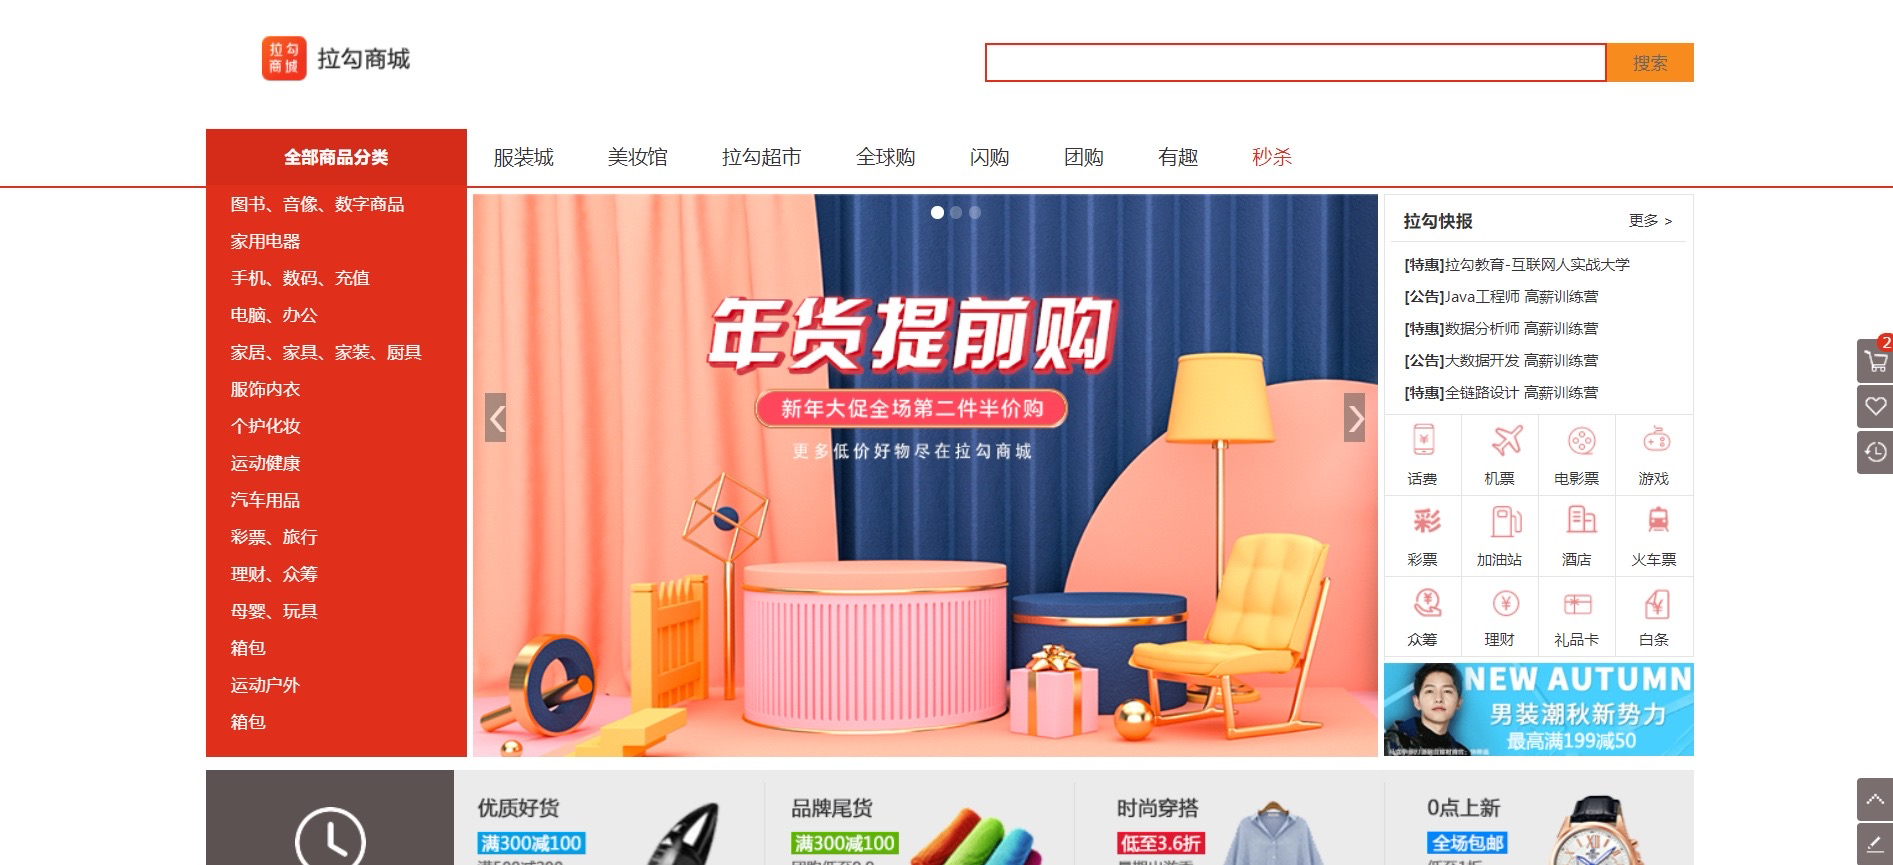 拉勾
商城
拉勾商城
搜索
全部商品分类
服装城 美妆馆 拉勾超市 全球购 闪购 团购 有趣 秒杀
图书、音像、数字商品
家用电器
手机、数码、充值
电脑、办公
家居、家具、家装、厨具
服饰内衣
个护化妆
运动健康
汽车用品
彩票、旅行
理财、众筹
母婴、玩具
箱包
运动户外
箱包
年货提前购
新年大促全场第二件半价购
更多低价好物尽在拉勾商城
拉勾快报 更多 >
[特惠]拉勾教育-互联网人实战大学
[公告]Java工程师 高薪训练营
[特惠]数据分析师 高薪训练营
[公告]大数据开发 高薪训练营
[特惠]全链路设计 高薪训练营
话费 机票 电影票 游戏
彩
彩票 加油站 酒店 火车票
众筹 理财 礼品卡 白条
NEW AUTUMN
男装潮秋新势力
最高满199减50
2
优质好货
满300减100
品牌尾货
满300减100
时尚穿搭
低至3.6折
0点上新
全场包邮